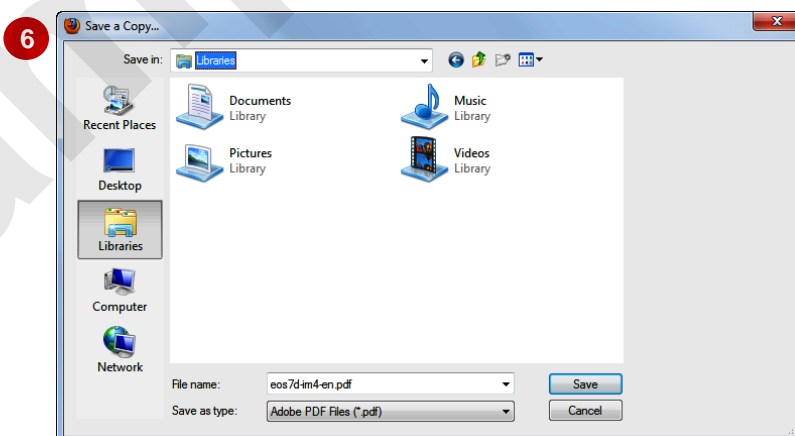 6
Save a Copy...
Save in: Libraries
Recent Places
Desktop
Libraries
Computer
Network
Documents
Library
Music
Library
Pictures
Library
Videos
Library
File name: eos7d-im4-en.pdf
Save as type: Adobe PDF Files (*.pdf)
Save
Cancel